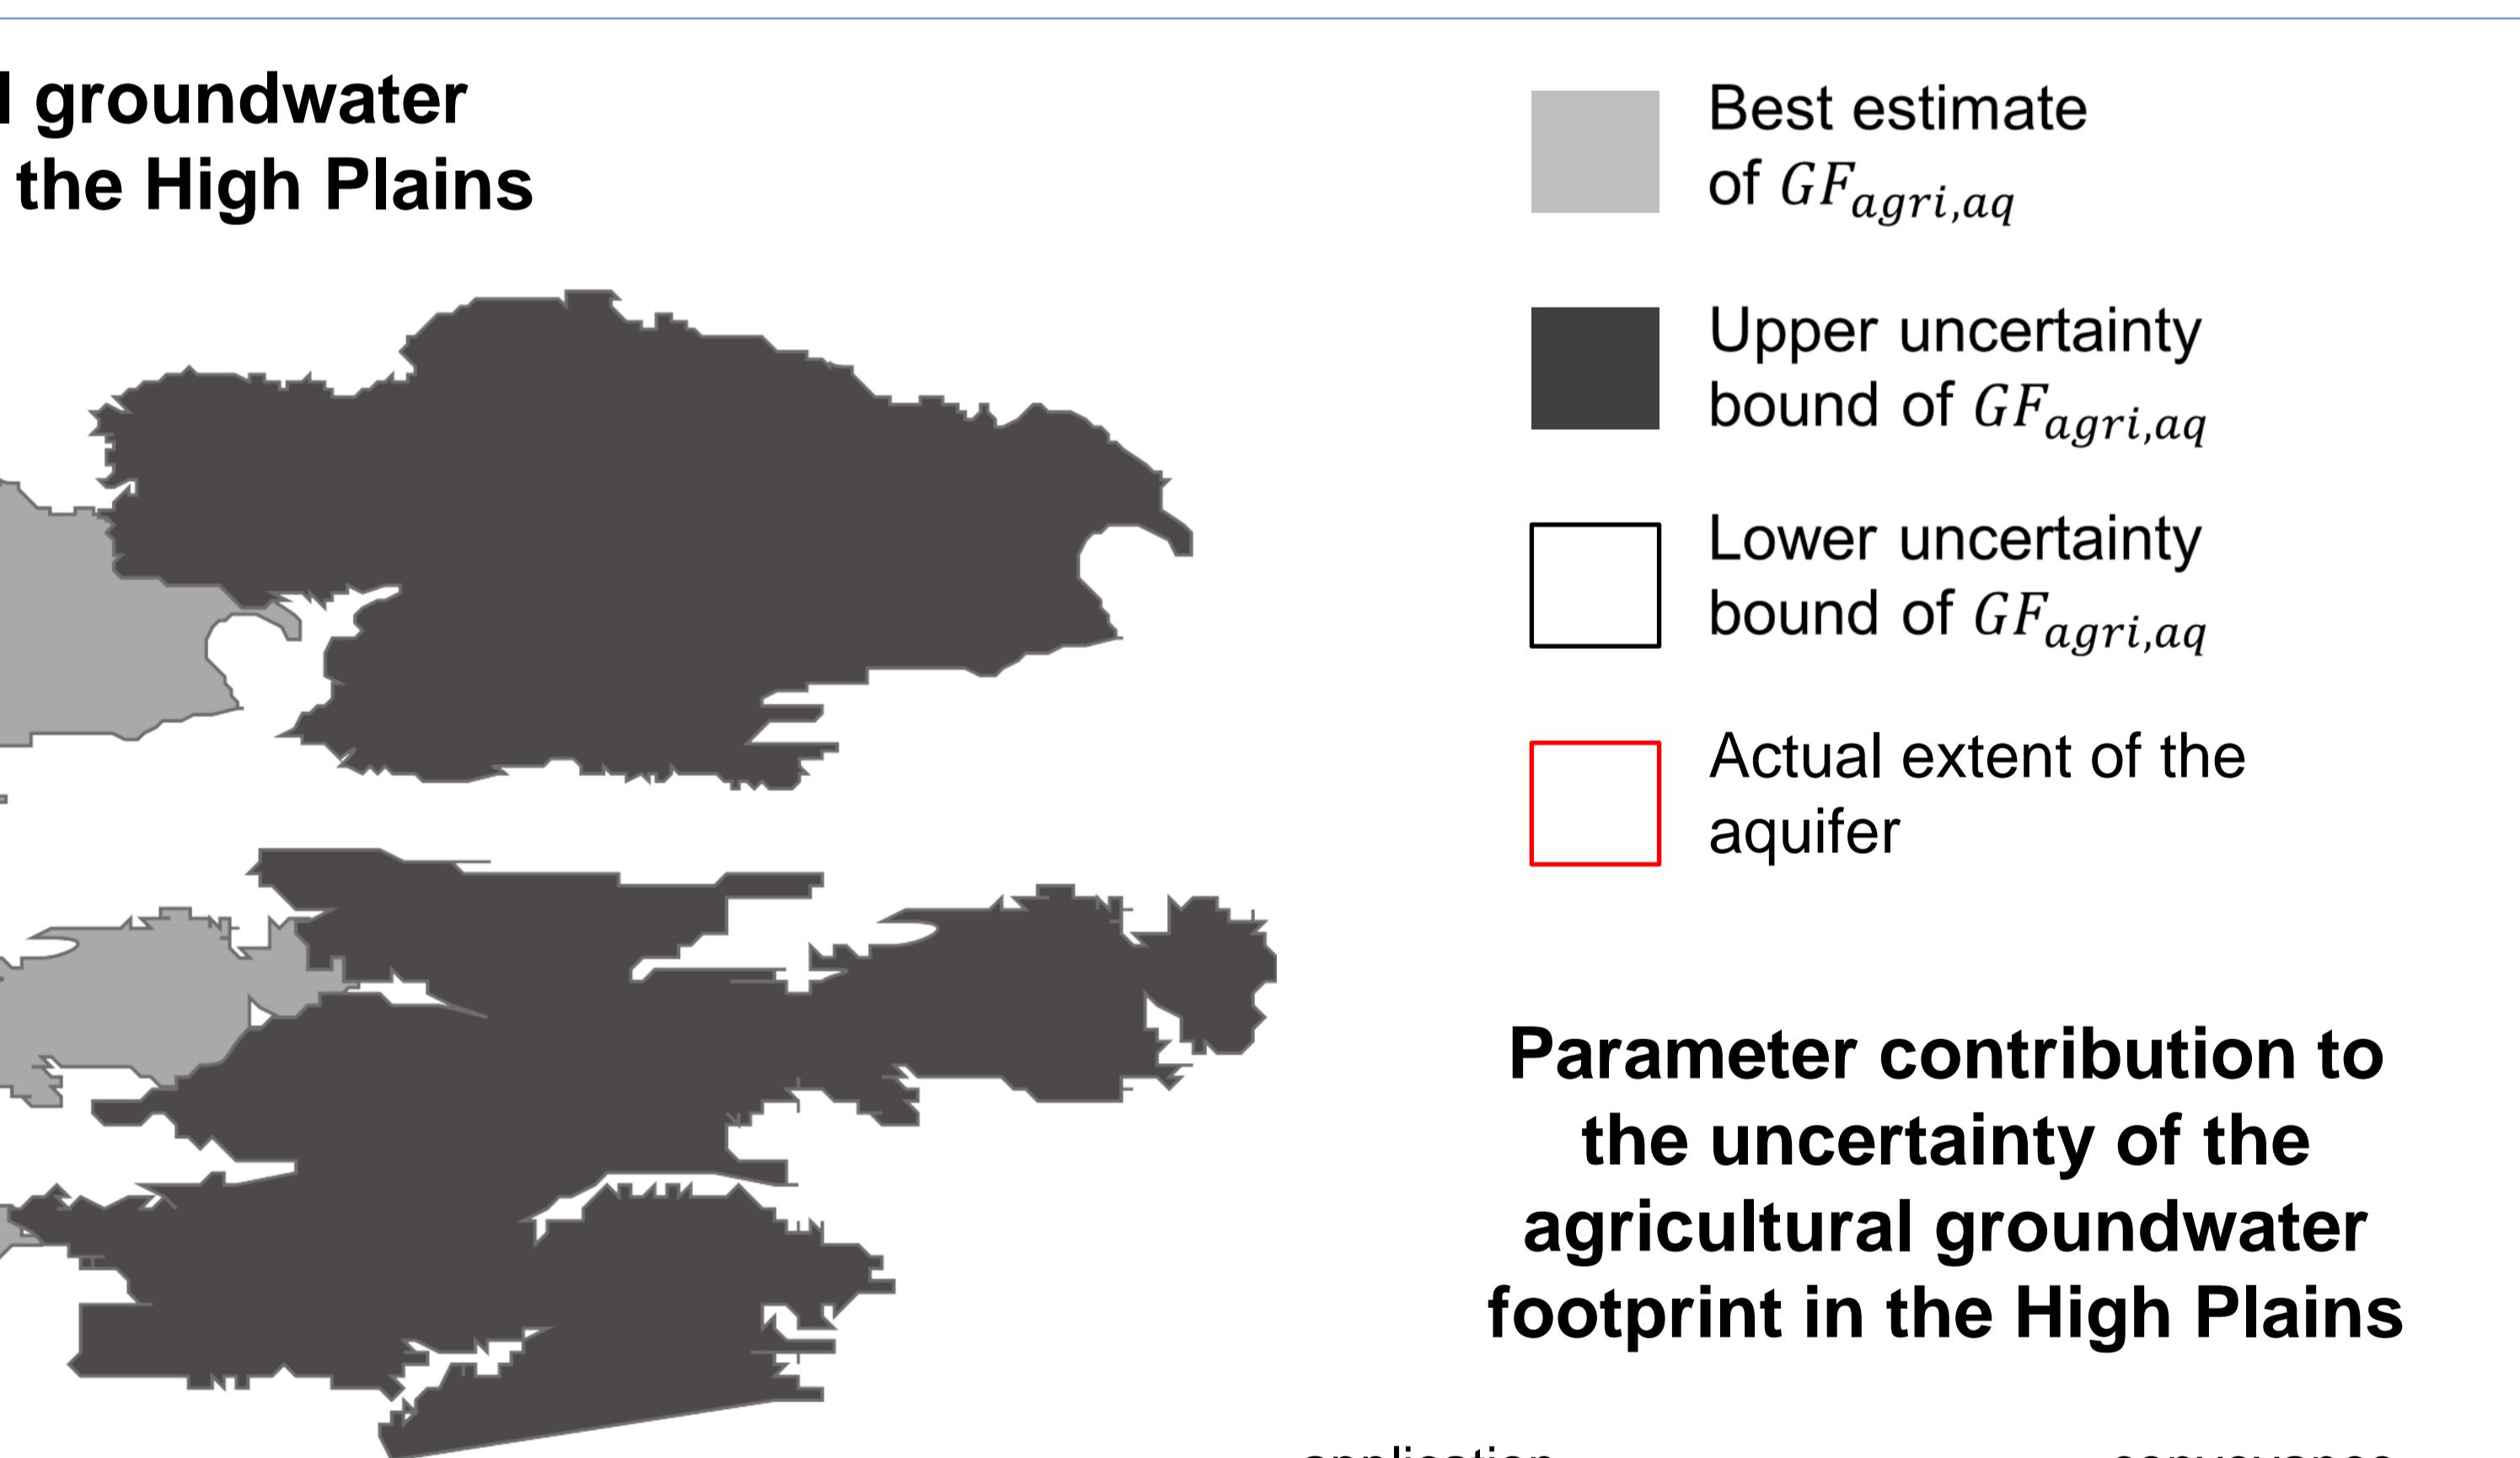 groundwater
the High Plains
Best estimate
of GF_agri,aq
Upper uncertainty
bound of GF_agri,aq
Lower uncertainty
bound of GF_agri,aq
Actual extent of the
aquifer
Parameter contribution to
the uncertainty of the
agricultural groundwater
footprint in the High Plains
application
conveyance